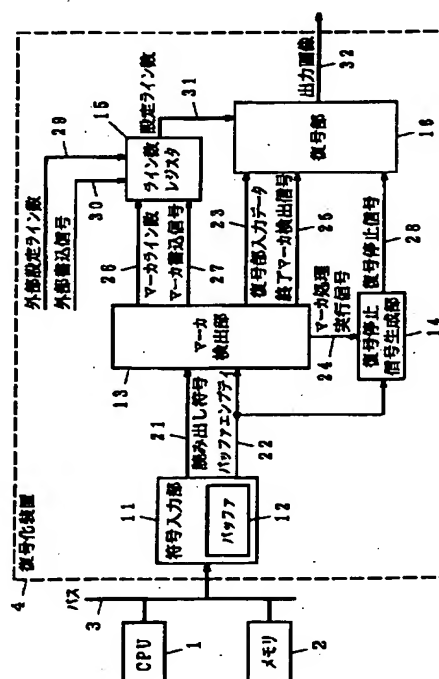 4
復号化装置
CPU
1
メモリ
2
バス
3
符号入力部
11
バッファ
12
読み出し符号
21
バッファエンプティ
22
マーカ
検出部
13
外部設定ライン数
29
外部書込信号
30
マーカライン数
26
マーカ書込信号
27
ライン数
レジスタ
15
設定ライン数
31
復号部入力データ
23
終了マーカ検出信号
25
マーカ処理
実行信号
24
復号停止
信号生成部
14
復号停止信号
28
復号部
16
出力画像
32